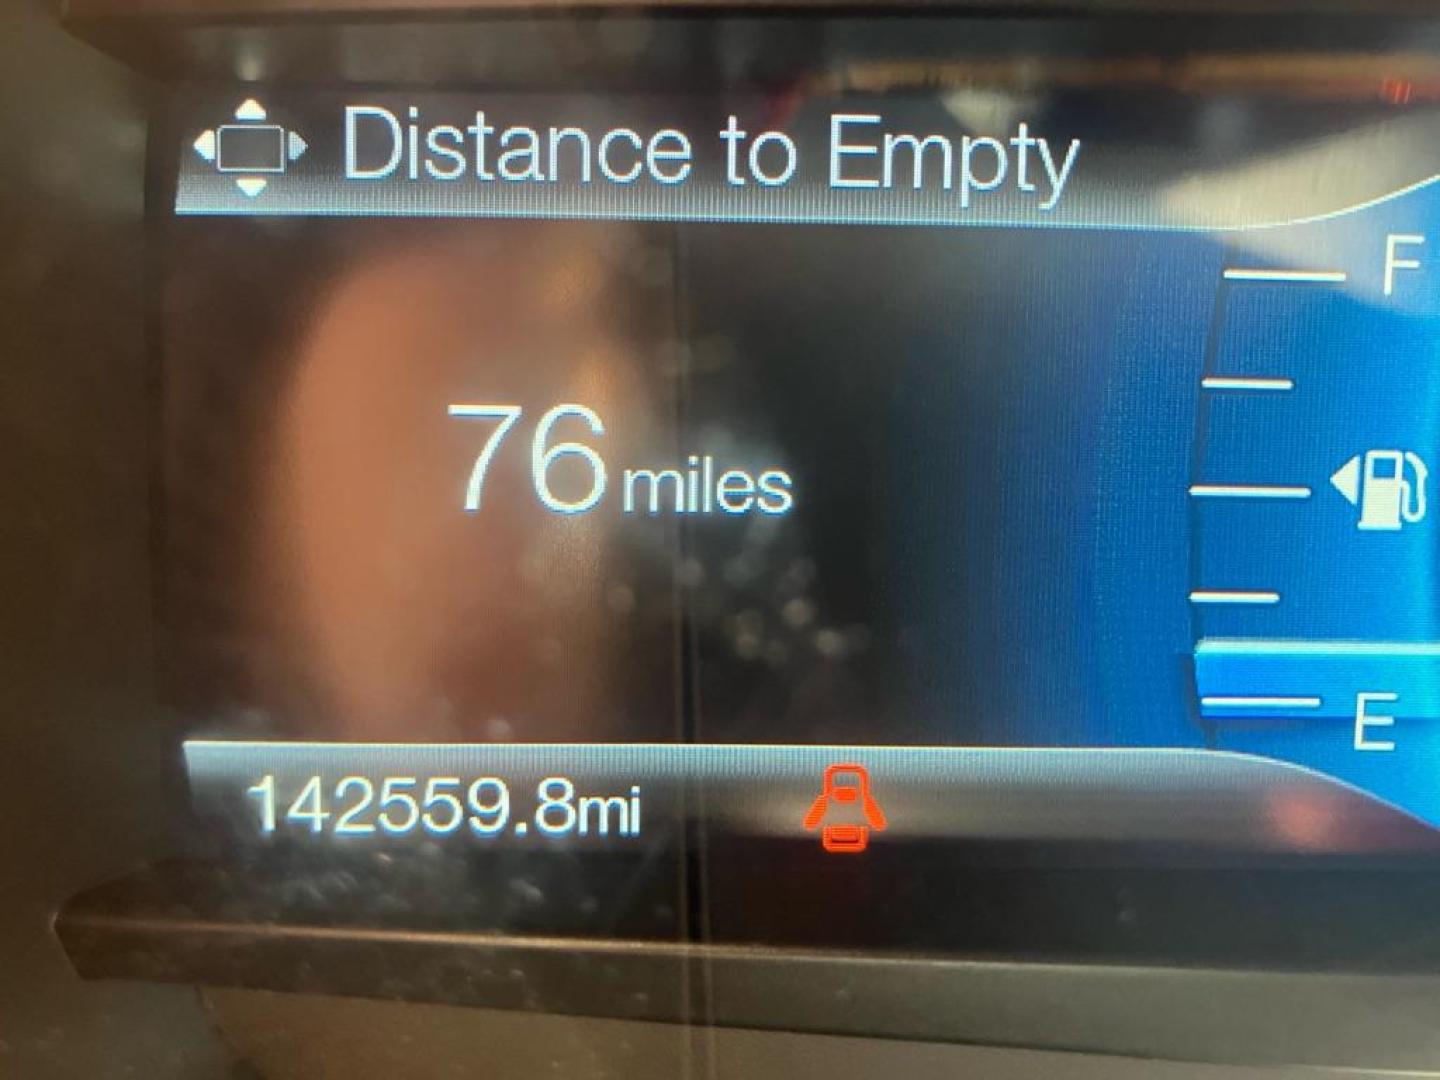 Distance to Empty
F
76 miles
E
142559.8mi